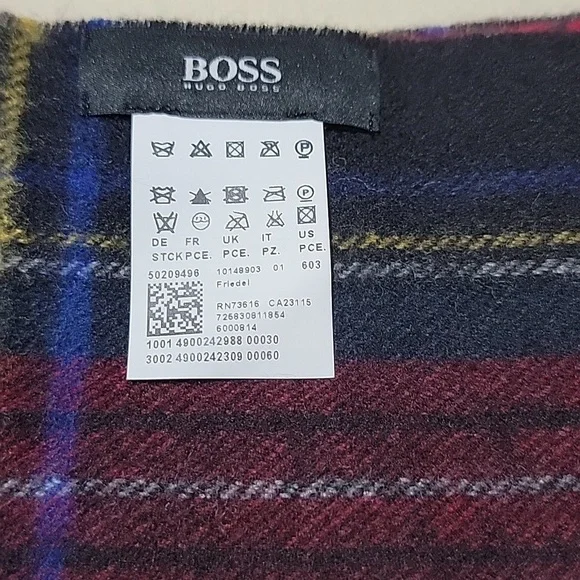 BOSS
HUGO BOSS
P
P
DE FR UK IT US
STCK PCE. PCE. PZ. PCE.
50209496 10148903 01 603
Friedel
RN73616 CA23115
726830811854
6000814
1001 4900242988 00030
3002 4900242309 00060